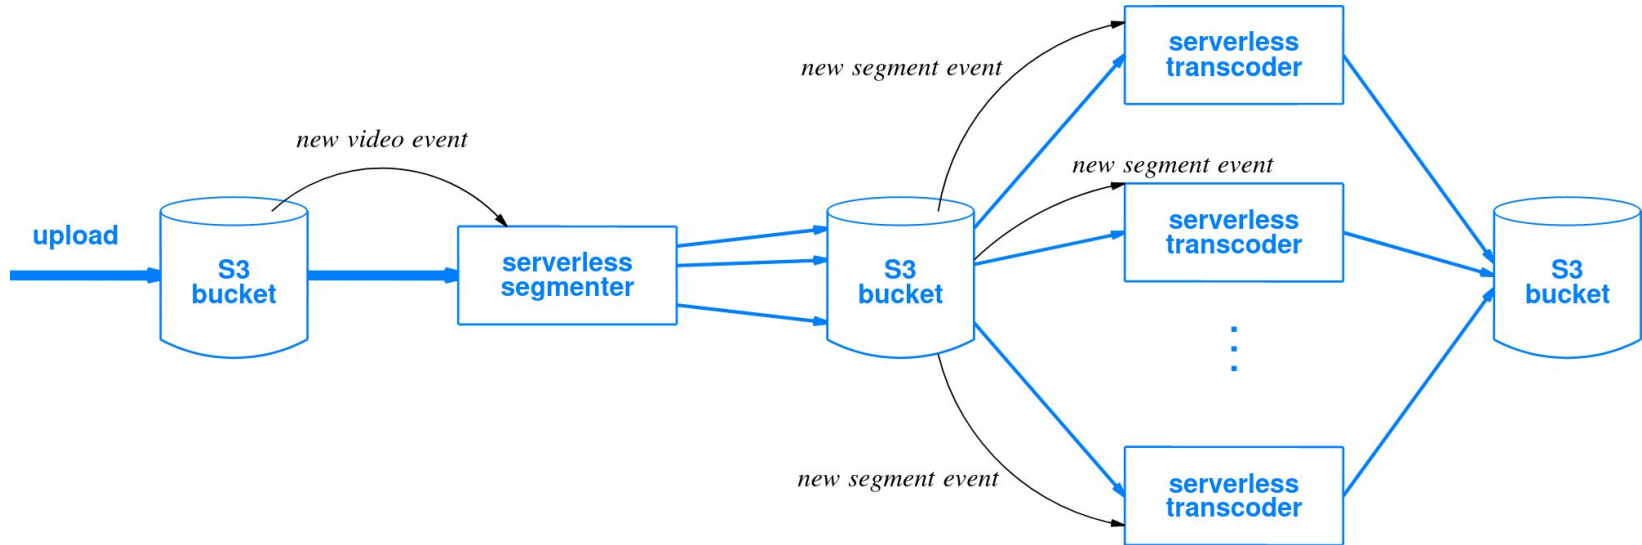 upload
S3
bucket
new video event
serverless
segmenter
S3
bucket
new segment event
serverless
transcoder
new segment event
serverless
transcoder
new segment event
serverless
transcoder
S3
bucket